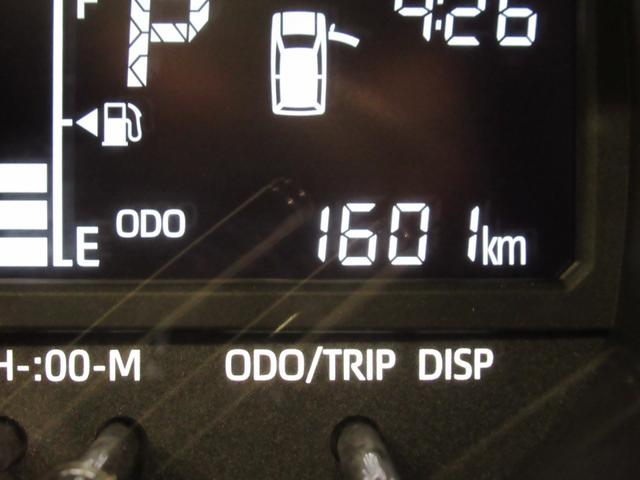 F
P 4:26
E ODO 16011km
H-:00-M ODO/TRIP DISP